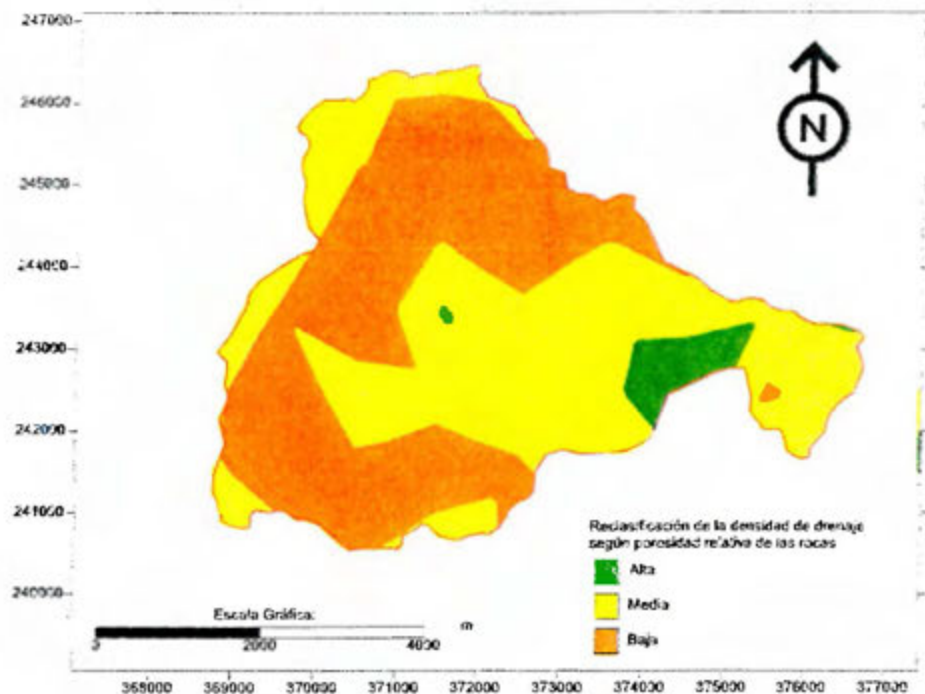 247000
246000
245000
244000
243000
242000
241000
240000
N
Reclasificación de la densidad de drenaje
según porosidad relativa de las rocas
Alta
Media
Baja
Escala Gráfica:
m
0 2000 4000
368000 369000 370000 371000 372000 373000 374000 375000 376000 377000